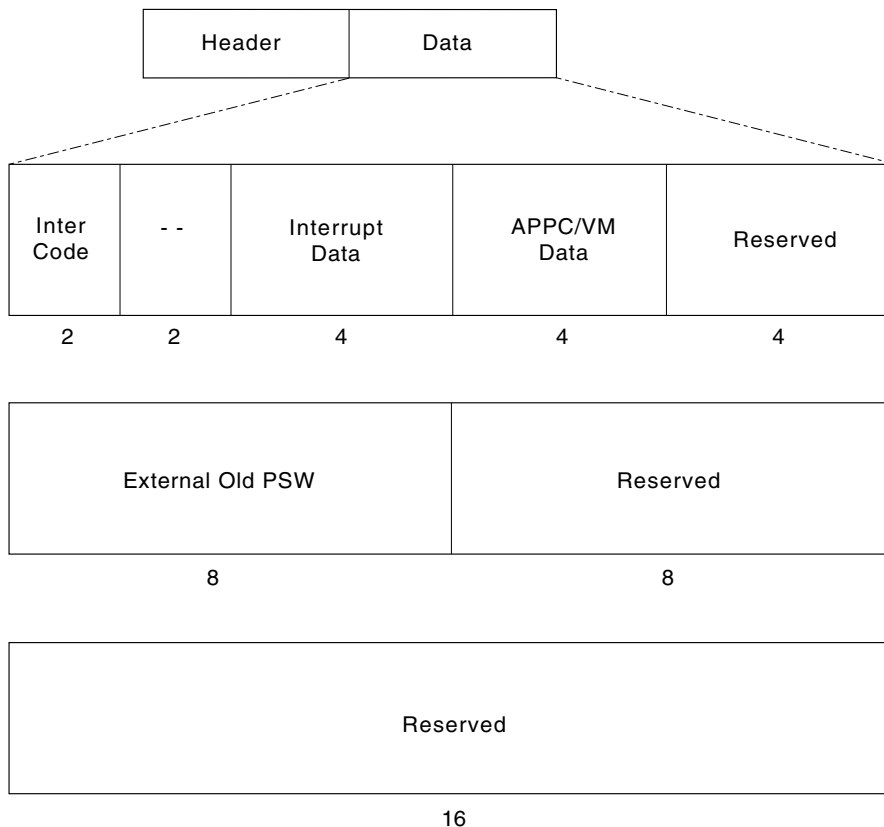 Header Data
Inter
Code
- -
Interrupt
Data
APPC/VM
Data
Reserved
2 2 4 4 4
External Old PSW Reserved
8 8
Reserved
16